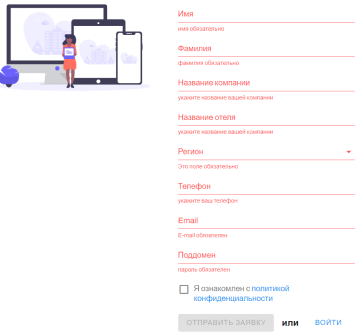 Имя
имя обязательно
Фамилия
фамилия обязательно
Название компании
укажите название вашей компании
Название отеля
укажите название вашей компании
Регион
Это поле обязательно
Телефон
укажите ваш телефон
Email
E-mail обязателен
Поддомен
пароль обязателен
Я ознакомлен с политикой
конфиденциальности
ОТПРАВИТЬ ЗАЯВКУ или ВОЙТИ